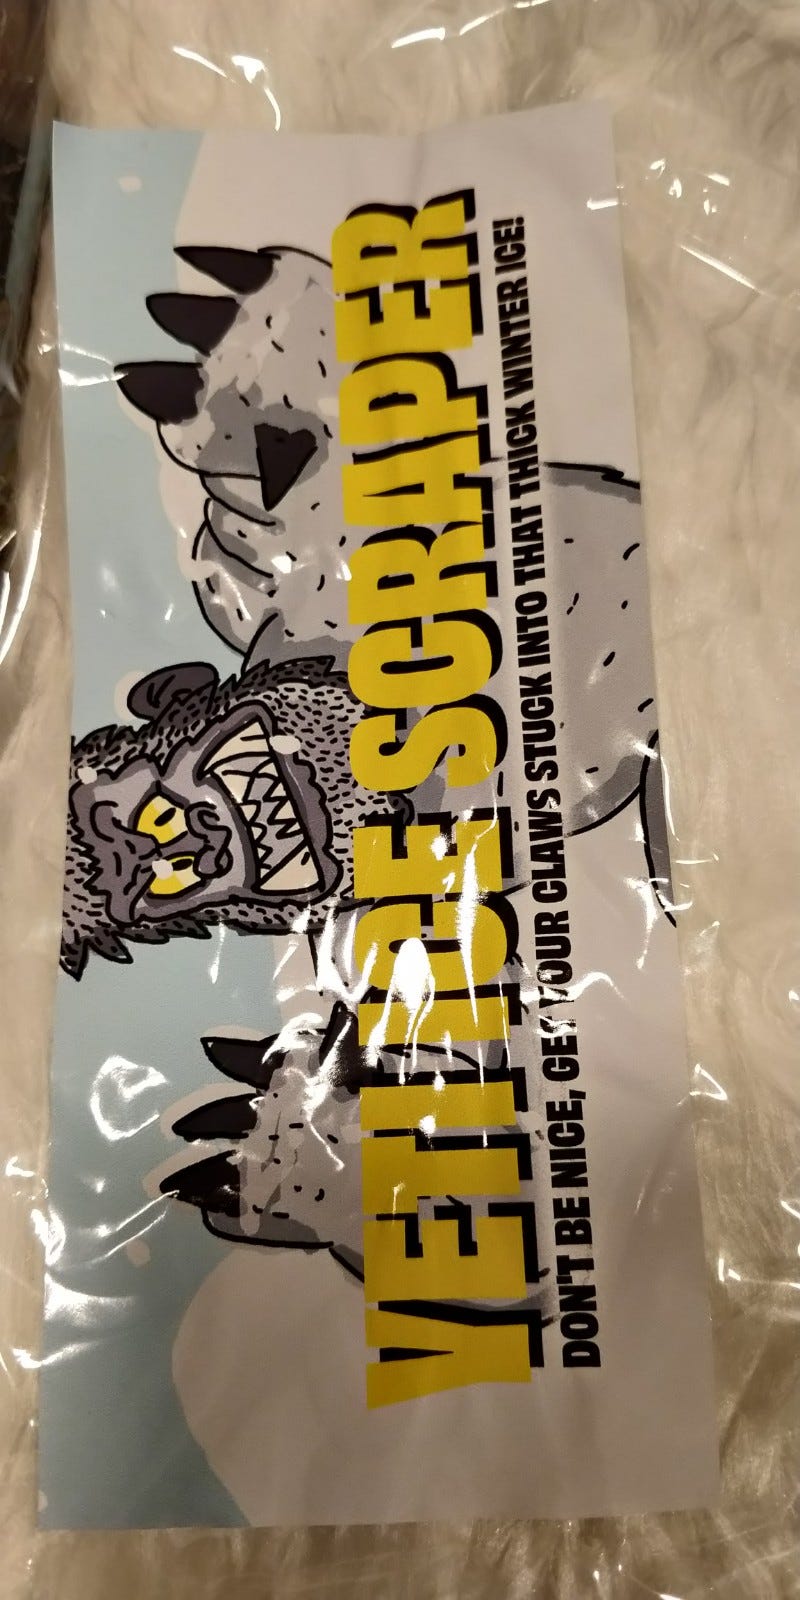 YETI ICE SCRAPER
DON'T BE NICE, GET YOUR CLAWS STUCK INTO THAT THICK WINTER ICE!